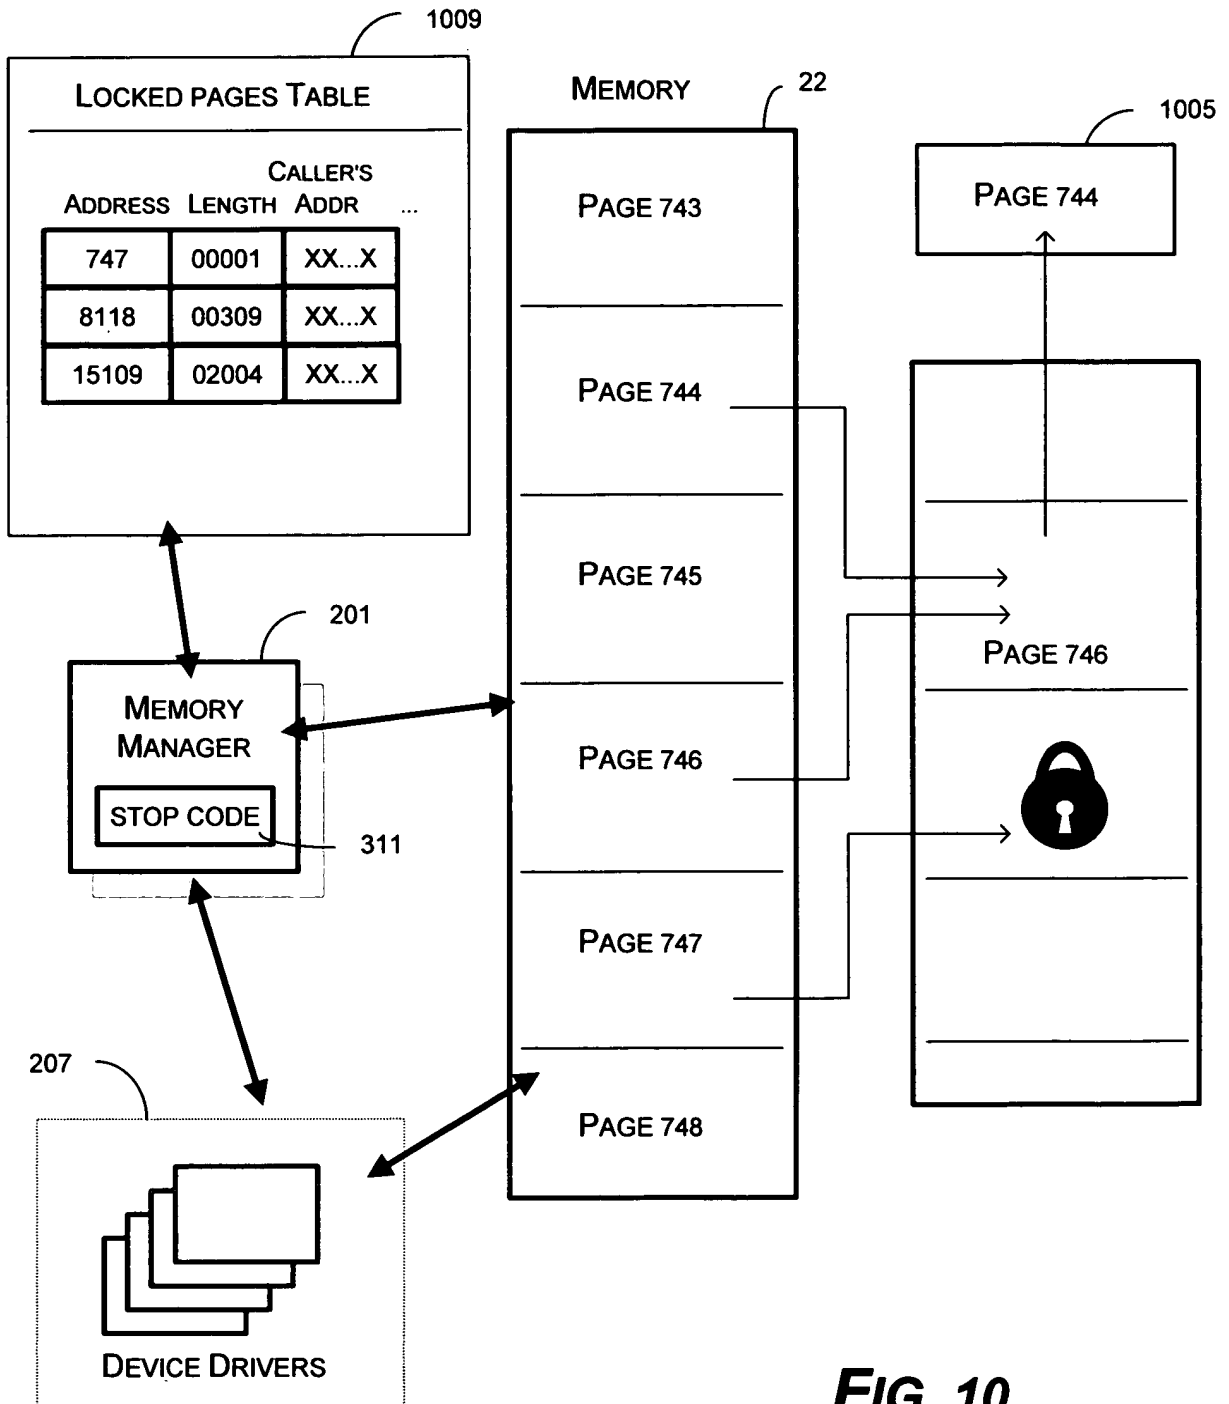 1009
LOCKED PAGES TABLE
CALLER'S
ADDRESS LENGTH ADDR ...
747 00001 XX...X
8118 00309 XX...X
15109 02004 XX...X
MEMORY
22
PAGE 743
PAGE 744
PAGE 745
PAGE 746
PAGE 747
PAGE 748
1005
PAGE 744
PAGE 746
201
MEMORY
MANAGER
STOP CODE
311
207
DEVICE DRIVERS
FIG. 10